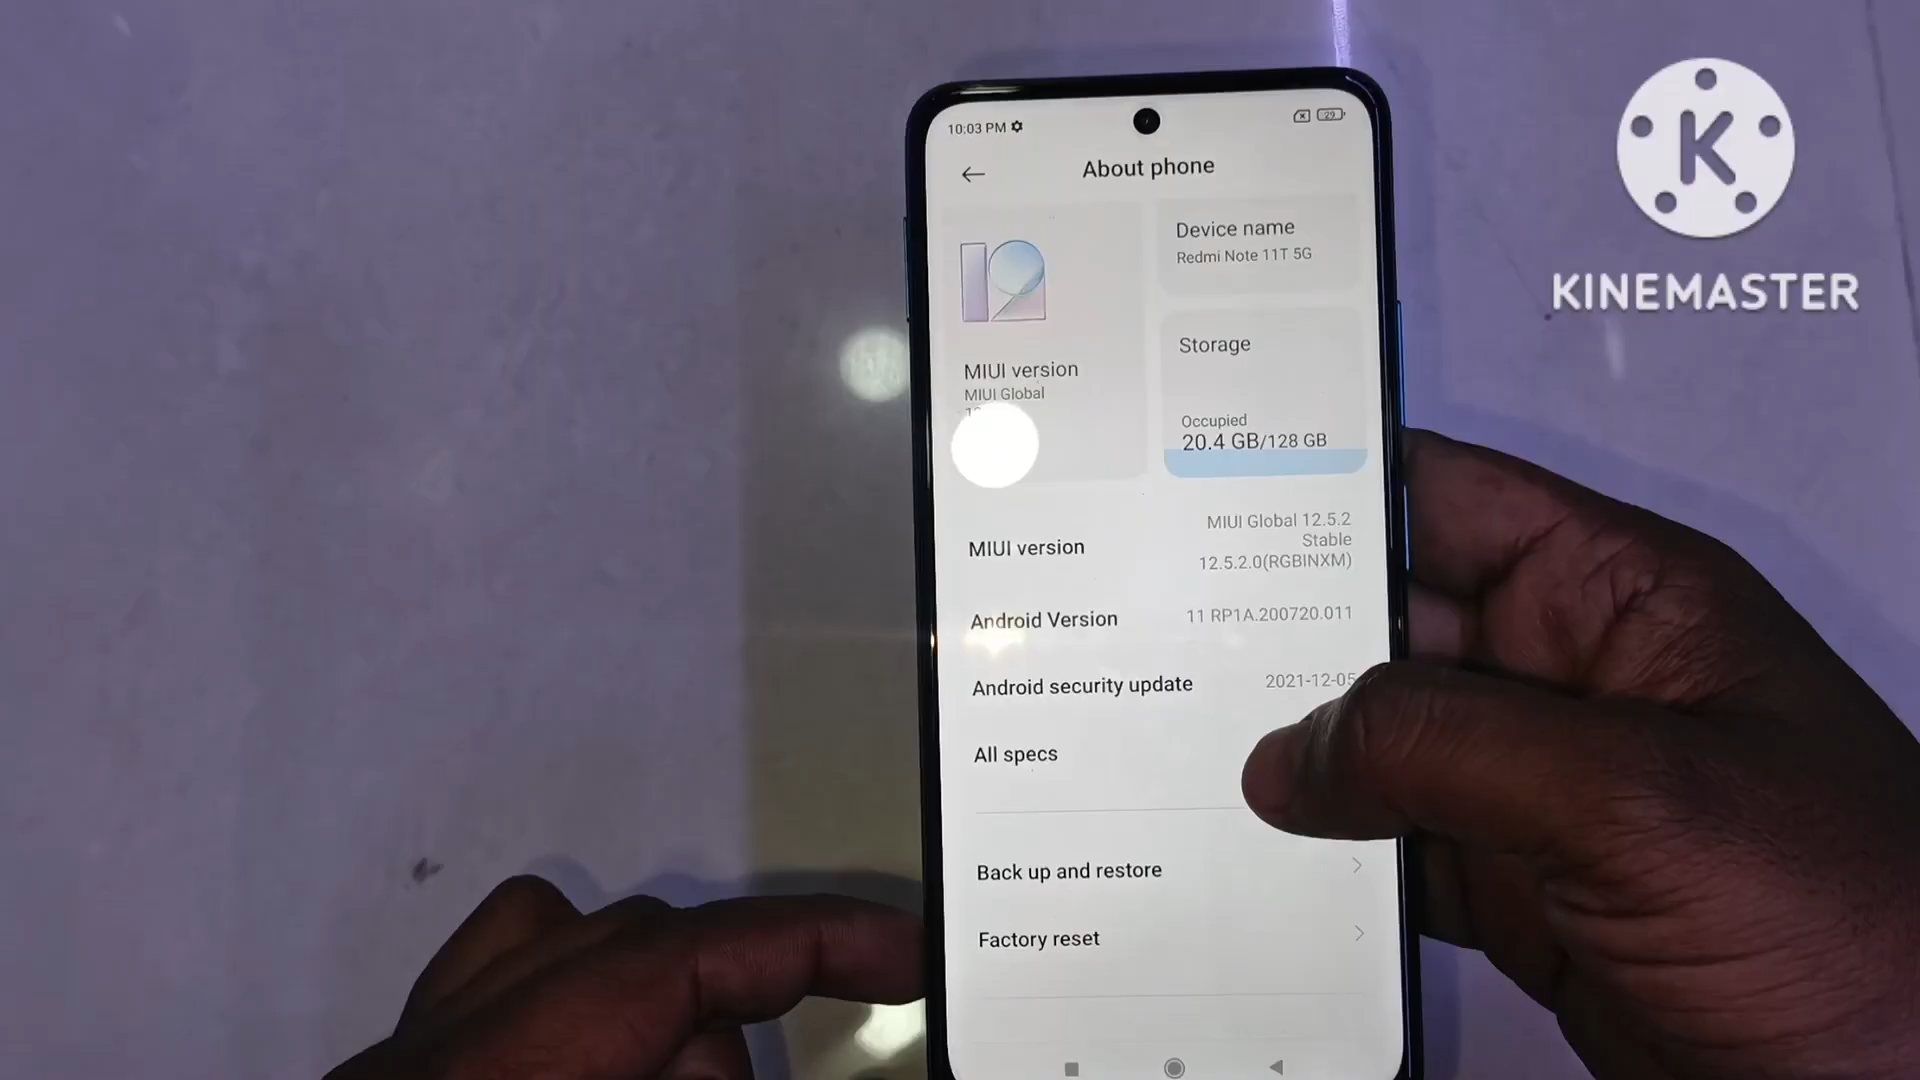 10:03 PM
29
About phone
Device name
Redmi Note 11T 5G
MIUI version
MIUI Global
Storage
Occupied
20.4 GB/128 GB
MIUI version
MIUI Global 12.5.2
Stable
12.5.2.0(RGBINXM)
Android Version
11 RP1A.200720.011
Android security update
2021-12-05
All specs
Back up and restore
Factory reset
K
KINEMASTER